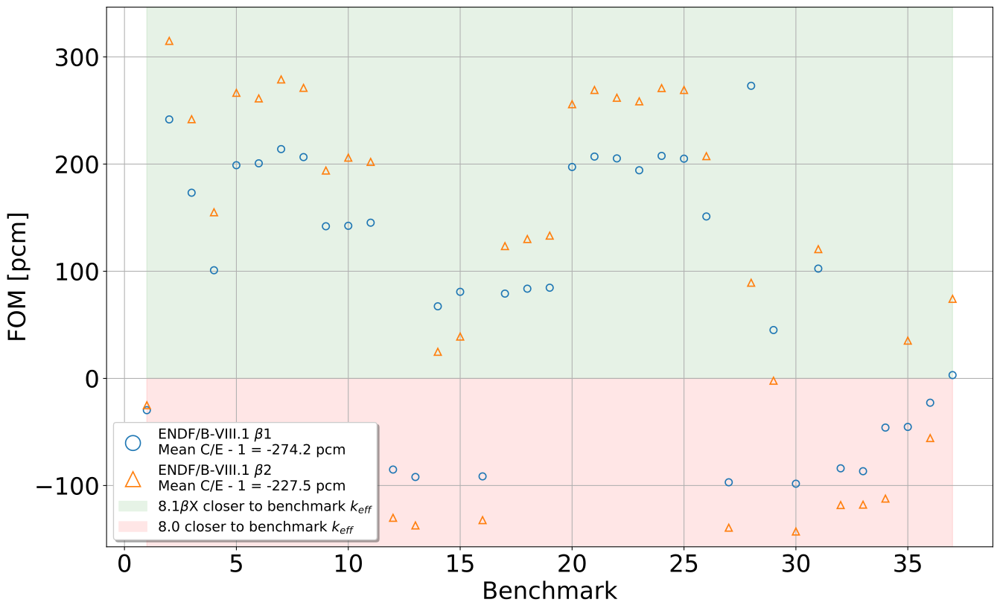 300
200
100
0
−100
FOM [pcm]
ENDF/B-VIII.1 β1
Mean C/E - 1 = -274.2 pcm
ENDF/B-VIII.1 β2
Mean C/E - 1 = -227.5 pcm
8.1βX closer to benchmark keff
8.0 closer to benchmark keff
0 5 10 15 20 25 30 35
Benchmark